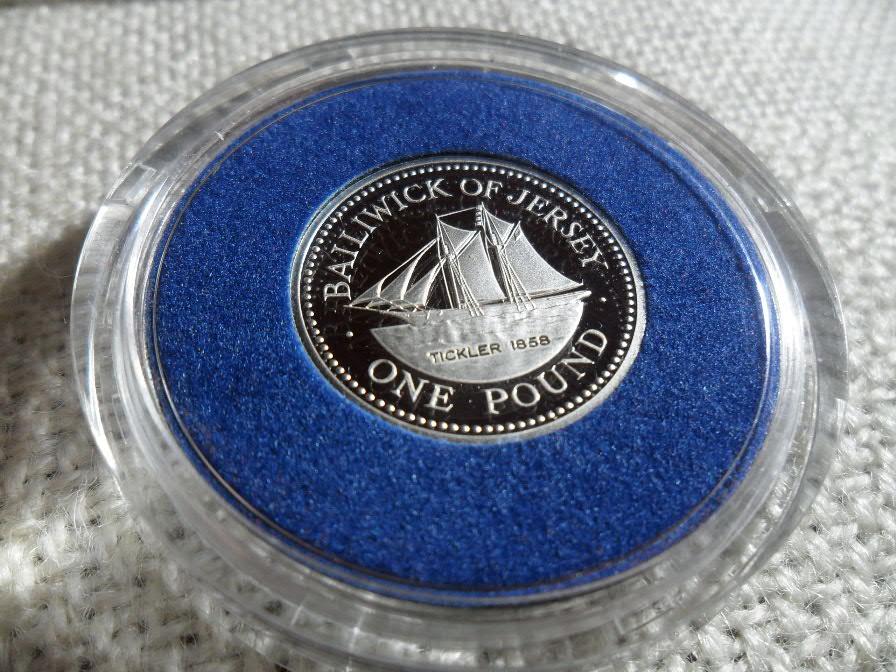 BAILIWICK OF JERSEY
TICKLER 1858
ONE POUND